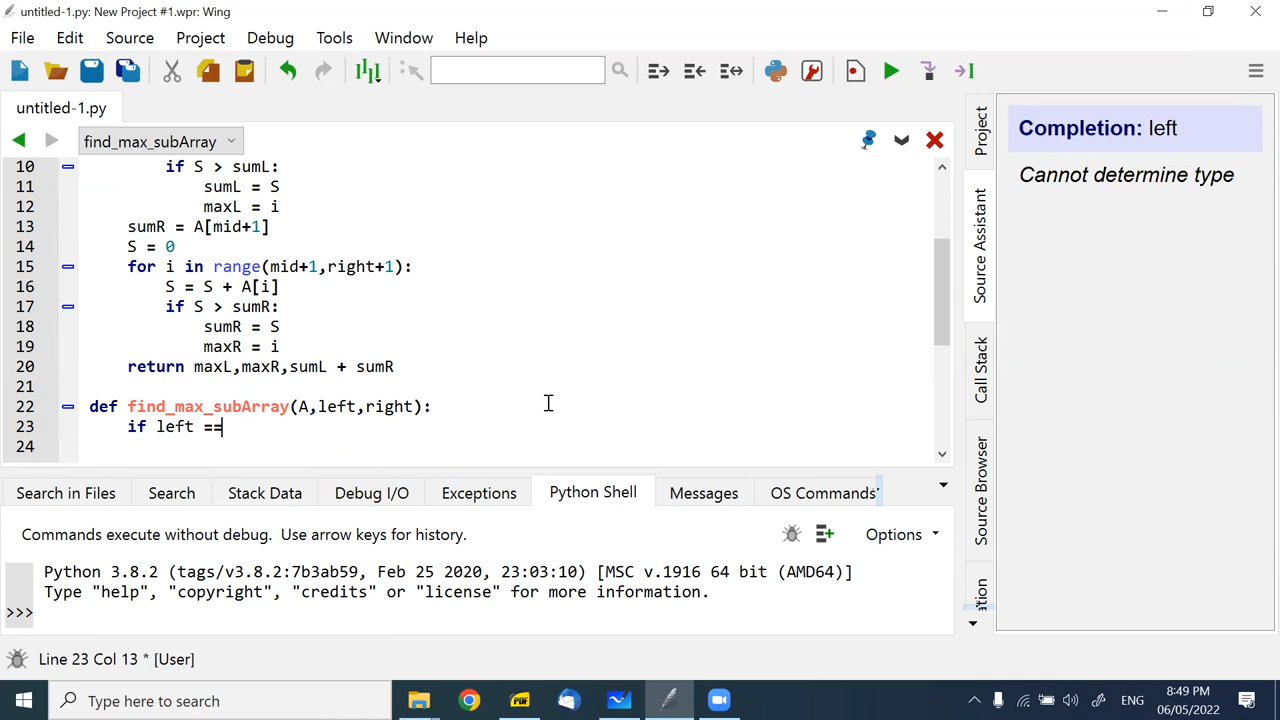 untitled-1.py: New Project #1.wpr: Wing
File Edit Source Project Debug Tools Window Help
untitled-1.py
find_max_subArray
10 if S > sumL:
11 sumL = S
12 maxL = i
13 sumR = A[mid+1]
14 S = 0
15 for i in range(mid+1,right+1):
16 S = S + A[i]
17 if S > sumR:
18 sumR = S
19 maxR = i
20 return maxL,maxR,sumL + sumR
21
22 def find_max_subArray(A,left,right):
23 if left ==
24
Project
Source Assistant
Call Stack
Source Browser
Completion: left
Cannot determine type
Search in Files Search Stack Data Debug I/O Exceptions Python Shell Messages OS Commands
Commands execute without debug. Use arrow keys for history.
Options
Python 3.8.2 (tags/v3.8.2:7b3ab59, Feb 25 2020, 23:03:10) [MSC v.1916 64 bit (AMD64)]
Type "help", "copyright", "credits" or "license" for more information.
>>>
Line 23 Col 13 * [User]
Type here to search
PDF
ENG
8:49 PM
06/05/2022